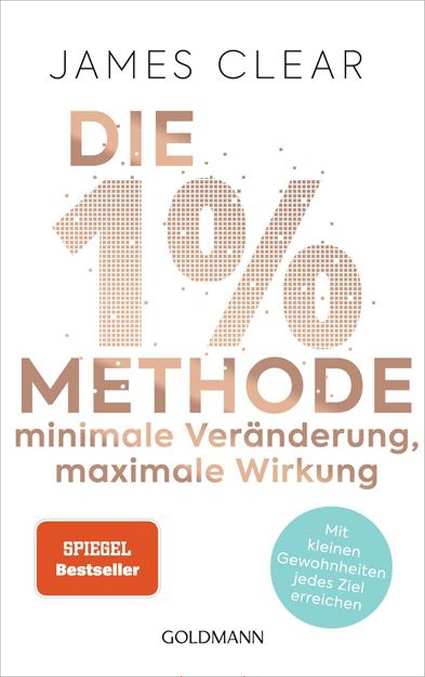 JAMES CLEAR
DIE
1%
METHODE
minimale Veränderung,
maximale Wirkung
SPIEGEL
Bestseller
Mit
kleinen
Gewohnheiten
jedes Ziel
erreichen
GOLDMANN